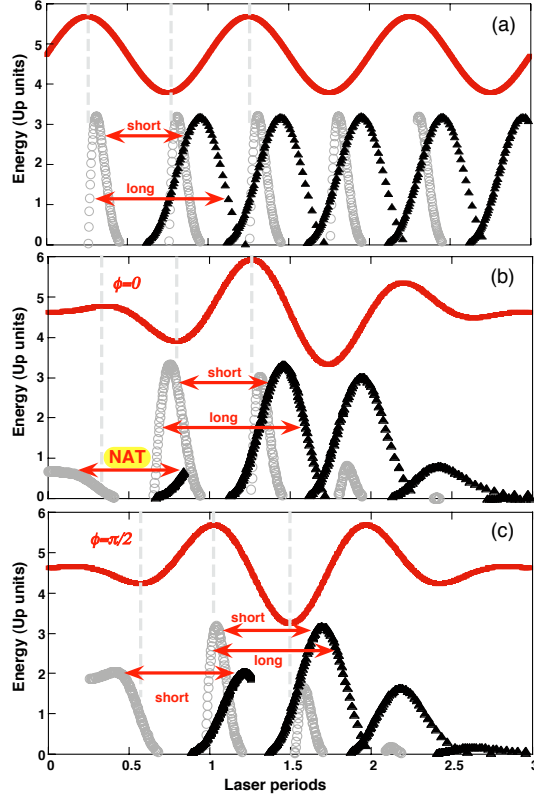 6
(a)
5
4
3
short
2
long
1
0
Energy (Up units)
6
(b)
ϕ=0
5
4
3
short
2
long
1
NAT
0
Energy (Up units)
6
(c)
ϕ=π/2
5
4
3
short
2
long
short
1
0
Energy (Up units)
0 0.5 1 1.5 2 2.5 3
Laser periods